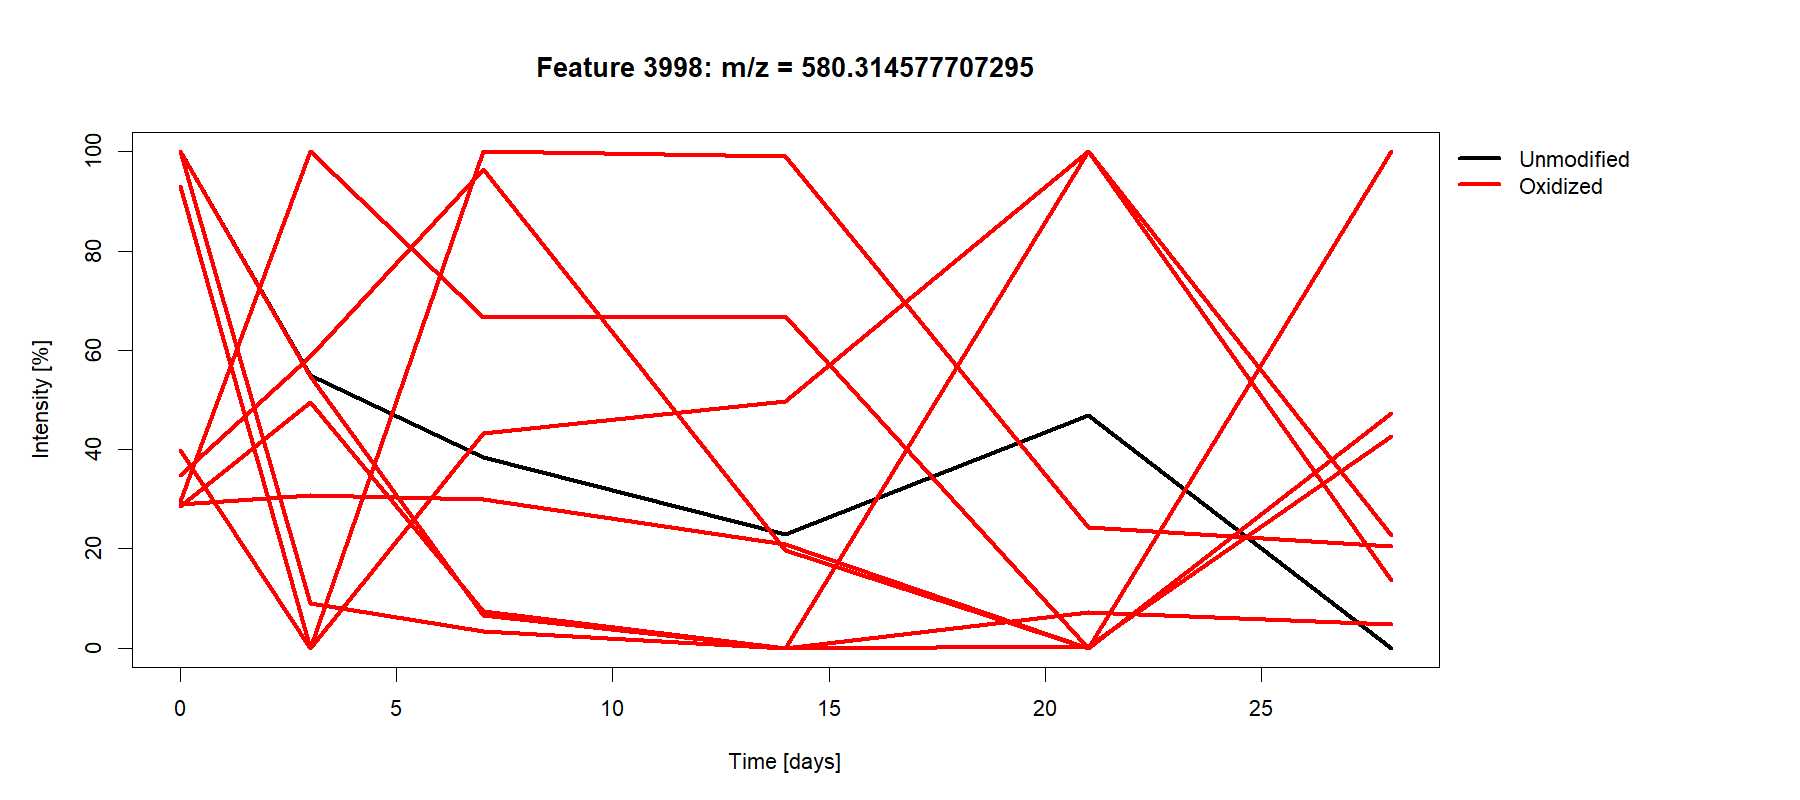 Feature 3998: m/z = 580.314577707295
Unmodified
Oxidized
Intensity [%]
100
80
60
40
20
0
0 5 10 15 20 25
Time [days]